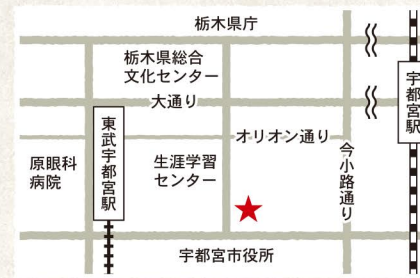 栃木県庁
栃木県総合
文化センター
大通り
宇都宮駅
東武宇都宮駅
オリオン通り
原眼科
病院
生涯学習
センター
今小路通り
宇都宮市役所